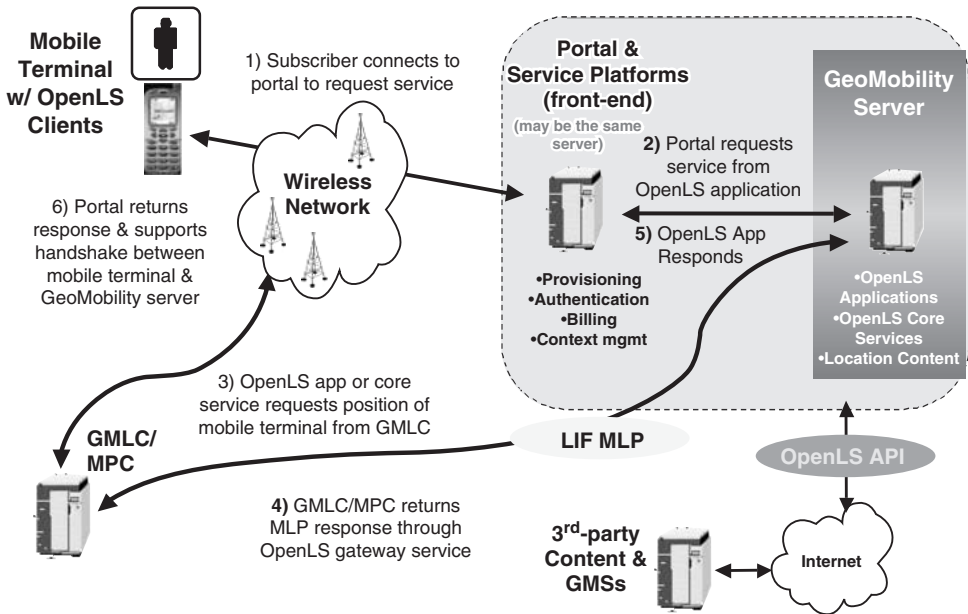 Mobile
Terminal
w/ OpenLS
Clients
1) Subscriber connects to
portal to request service
Portal &
Service Platforms
(front-end)
(may be the same
server)
GeoMobility
Server
2) Portal requests
service from
OpenLS application
Wireless
Network
6) Portal returns
response & supports
handshake between
mobile terminal &
GeoMobility server
5) OpenLS App
Responds
•Provisioning
•Authentication
•Billing
•Context mgmt
•OpenLS
Applications
•OpenLS Core
Services
•Location Content
3) OpenLS app or core
service requests position of
mobile terminal from GMLC
GMLC/
MPC
LIF MLP
OpenLS API
4) GMLC/MPC returns
MLP response through
OpenLS gateway service
3rd-party
Content &
GMSs
Internet